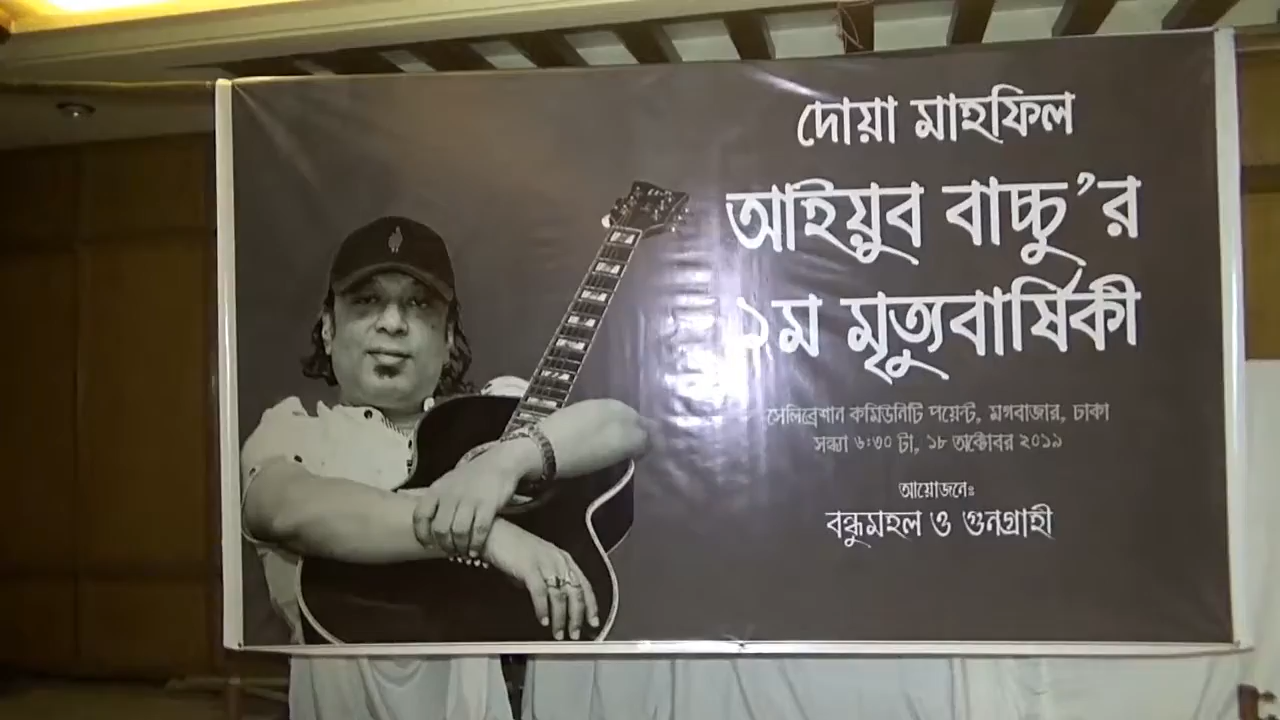 দোয়া মাহফিল
আইয়ুব বাচ্চু’র
১ম মৃত্যুবার্ষিকী
সেলিব্রেশান কমিউনিটি পয়েন্ট, মগবাজার, ঢাকা
সন্ধ্যা ৬:৩০ টা, ১৮ অক্টোবর ২০১৯
আয়োজনেঃ
বন্ধুমহল ও গুনগ্রাহী